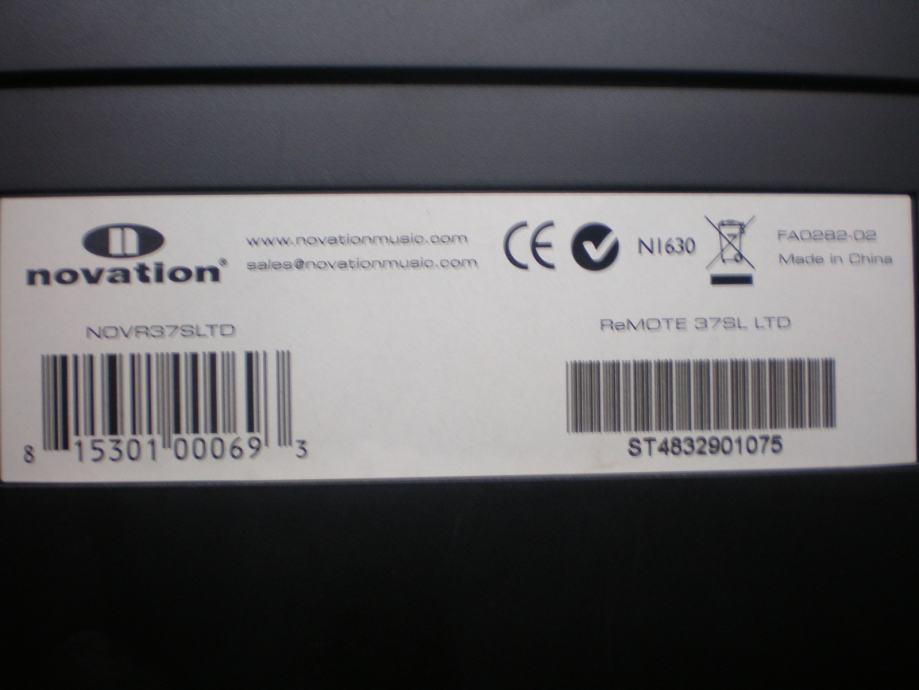 novation®
www.novationmusic.com
sales@novationmusic.com
CE
N1630
FA0282-02
Made in China
NOVR37SLTD
8 15301 00069 3
ReMOTE 37SL LTD
ST4832901075